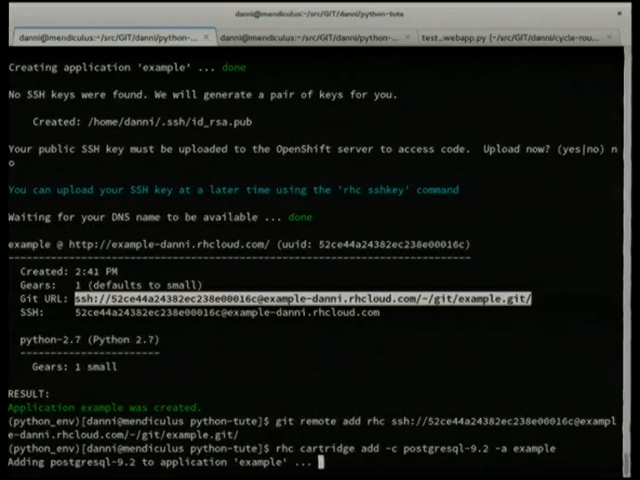 danni@mendiculus:~/src/GIT/danni/python-tute
danni@mendiculus:~/src/GIT/danni/python-... × danni@mendiculus:~/src/GIT/danni/python-... × test_webapp.py (~/src/GIT/danni/cycle-rou... ×
Creating application 'example' ... done
No SSH keys were found. We will generate a pair of keys for you.
Created: /home/danni/.ssh/id_rsa.pub
Your public SSH key must be uploaded to the OpenShift server to access code.  Upload now? (yes|no) n
o
You can upload your SSH key at a later time using the 'rhc sshkey' command
Waiting for your DNS name to be available ... done
example @ http://example-danni.rhcloud.com/ (uuid: 52ce44a24382ec238e00016c)
Created: 2:41 PM
Gears: 1 (defaults to small)
Git URL: ssh://52ce44a24382ec238e00016c@example-danni.rhcloud.com/~/git/example.git/
SSH: 52ce44a24382ec238e00016c@example-danni.rhcloud.com
python-2.7 (Python 2.7)
Gears: 1 small
RESULT:
Application example was created.
(python_env)[danni@mendiculus python-tute]$ git remote add rhc ssh://52ce44a24382ec238e00016c@exampl
e-danni.rhcloud.com/~/git/example.git/
(python_env)[danni@mendiculus python-tute]$ rhc cartridge add -c postgresql-9.2 -a example
Adding postgresql-9.2 to application 'example' ...